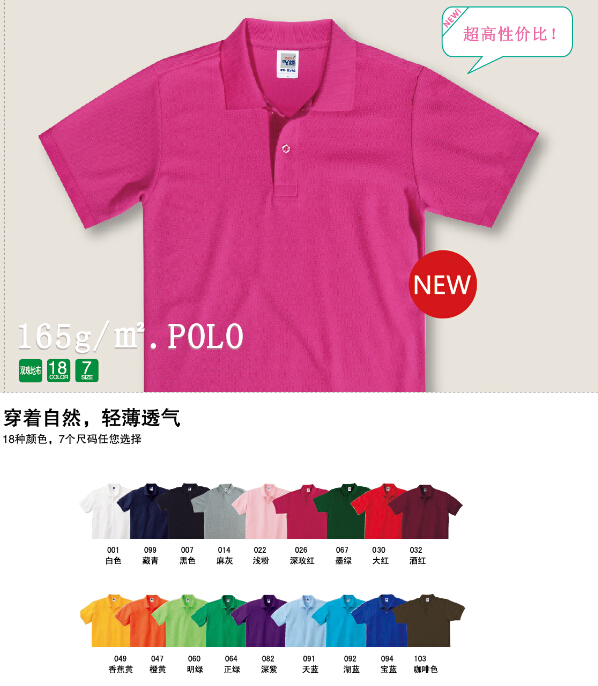 NEW!
超高性价比!
NEW
165g/㎡.POLO
双珠地布 18 COLOR 7 SIZE
穿着自然，轻薄透气
18种颜色，7个尺码任您选择
001 099 007 014 022 026 067 030 032
白色 藏青 黑色 麻灰 浅粉 深玫红 墨绿 大红 酒红
049 047 060 064 082 091 092 094 103
香蕉黄 橙黄 明绿 正绿 深紫 天蓝 湖蓝 宝蓝 咖啡色